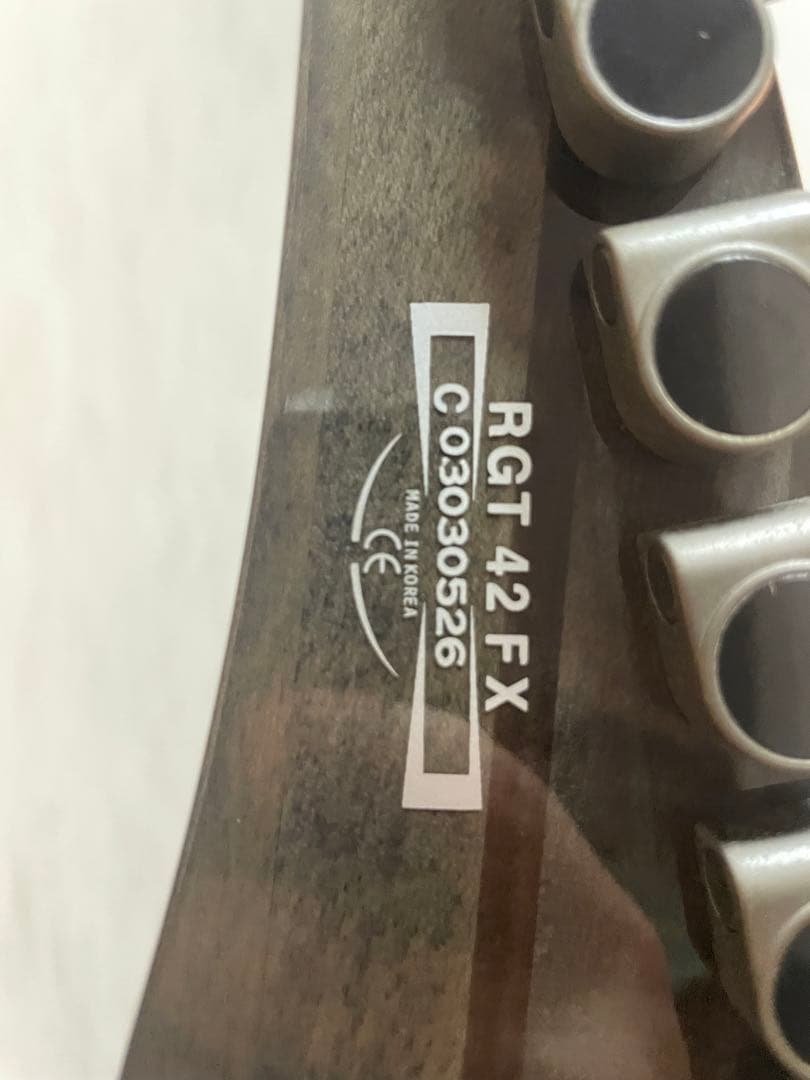 RGT 42 FX
C 03030526
MADE IN KOREA
CE